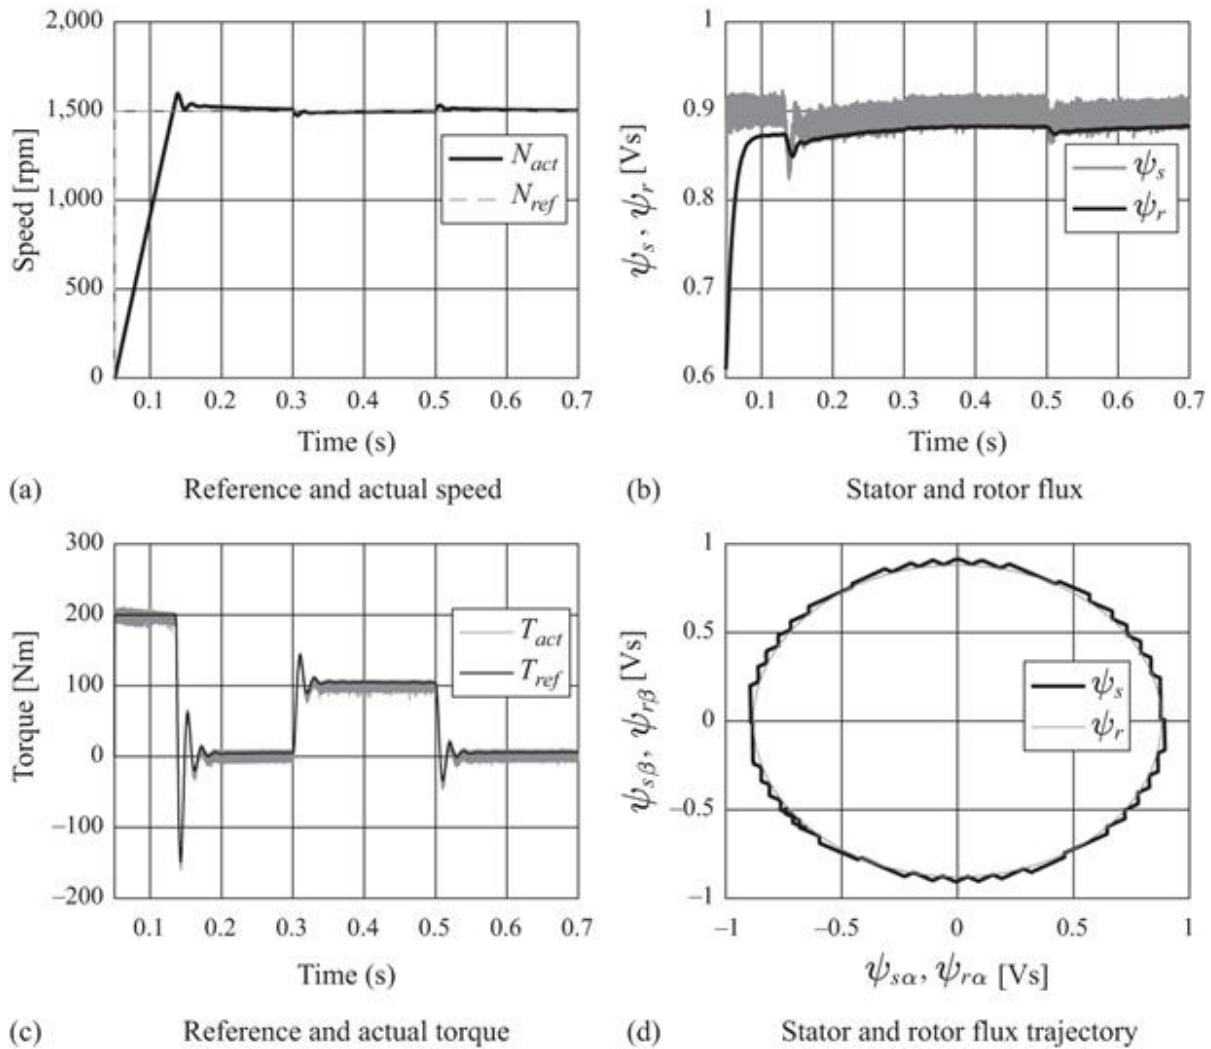 2,000
1,500
1,000
500
0
Speed [rpm]
N_act
N_ref
0.1 0.2 0.3 0.4 0.5 0.6 0.7
Time (s)
(a) Reference and actual speed
1
0.9
0.8
0.7
0.6
ψ_s, ψ_r [Vs]
ψ_s
ψ_r
0.1 0.2 0.3 0.4 0.5 0.6 0.7
Time (s)
(b) Stator and rotor flux
300
200
100
0
−100
−200
Torque [Nm]
T_act
T_ref
0.1 0.2 0.3 0.4 0.5 0.6 0.7
Time (s)
(c) Reference and actual torque
1
0.5
0
−0.5
−1
ψ_sβ, ψ_rβ [Vs]
ψ_s
ψ_r
−1 −0.5 0 0.5 1
ψ_sα, ψ_rα [Vs]
(d) Stator and rotor flux trajectory